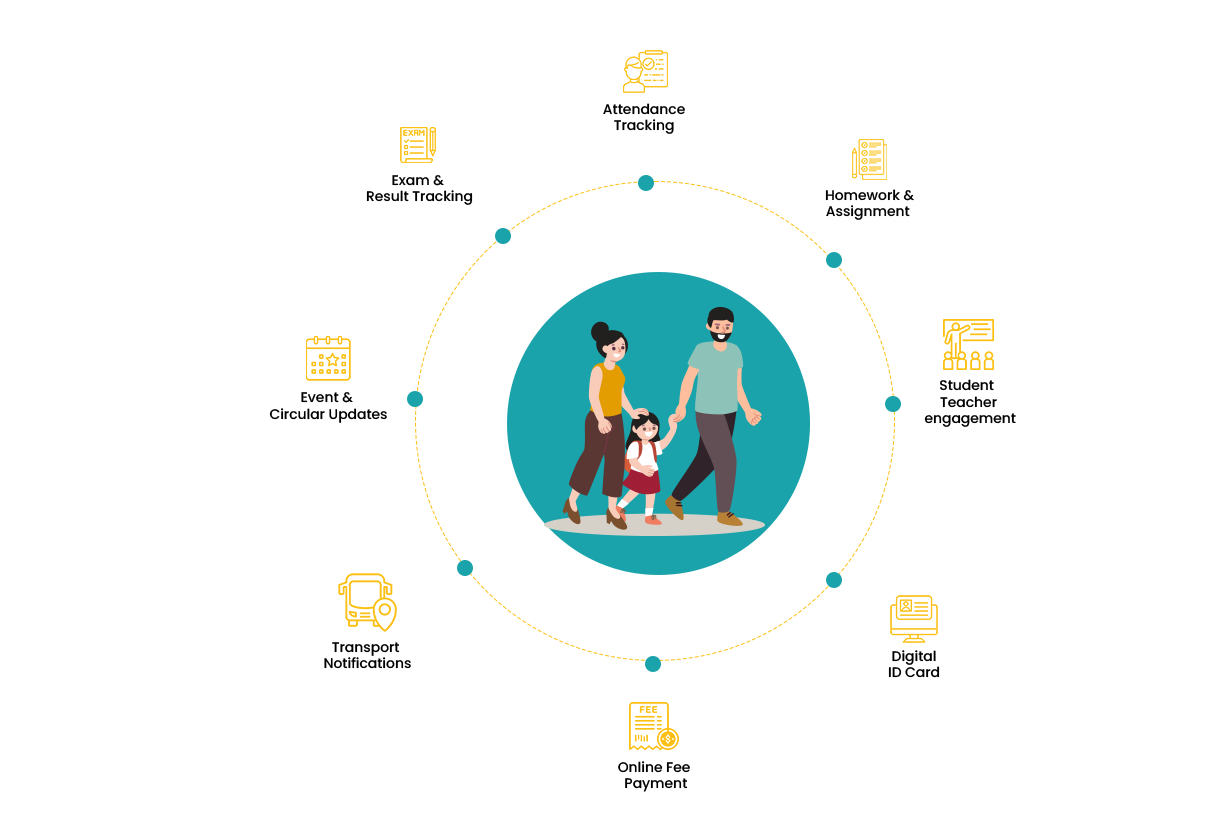 Attendance
Tracking
EXAM
Exam &
Result Tracking
Homework &
Assignment
Event &
Circular Updates
Student
Teacher
engagement
Transport
Notifications
Digital
ID Card
FEE
$
Online Fee
Payment